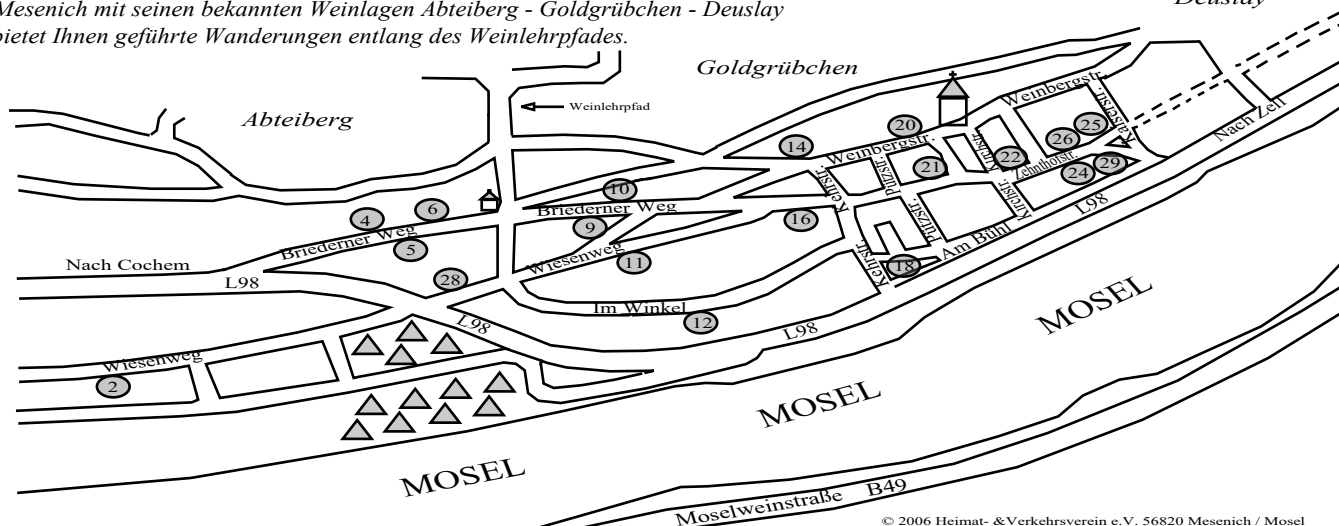 Mesenich mit seinen bekannten Weinlagen Abteiberg - Goldgrübchen - Deuslay
bietet Ihnen geführte Wanderungen entlang des Weinlehrpfades.
Deuslay
Goldgrübchen
Abteiberg
Weinlehrpfad
Weinbergstr.
Kaiserstr.
Nach Zell
20
25
26
14
Weinbergstr.
Kirchstr.
22
21
Zehnthofstr.
29
24
Putzstr.
Kehrstr.
10
Briederner Weg
6
4
9
16
Kirchstr.
L98
Putzstr.
Am Bühl
Briederner Weg
5
Wiesenweg
11
Kehrstr.
18
Nach Cochem
L98
28
Im Winkel
12
L98
L98
MOSEL
Wiesenweg
2
MOSEL
MOSEL
Moselweinstraße B49
© 2006 Heimat- &Verkehrsverein e.V. 56820 Mesenich / Mosel